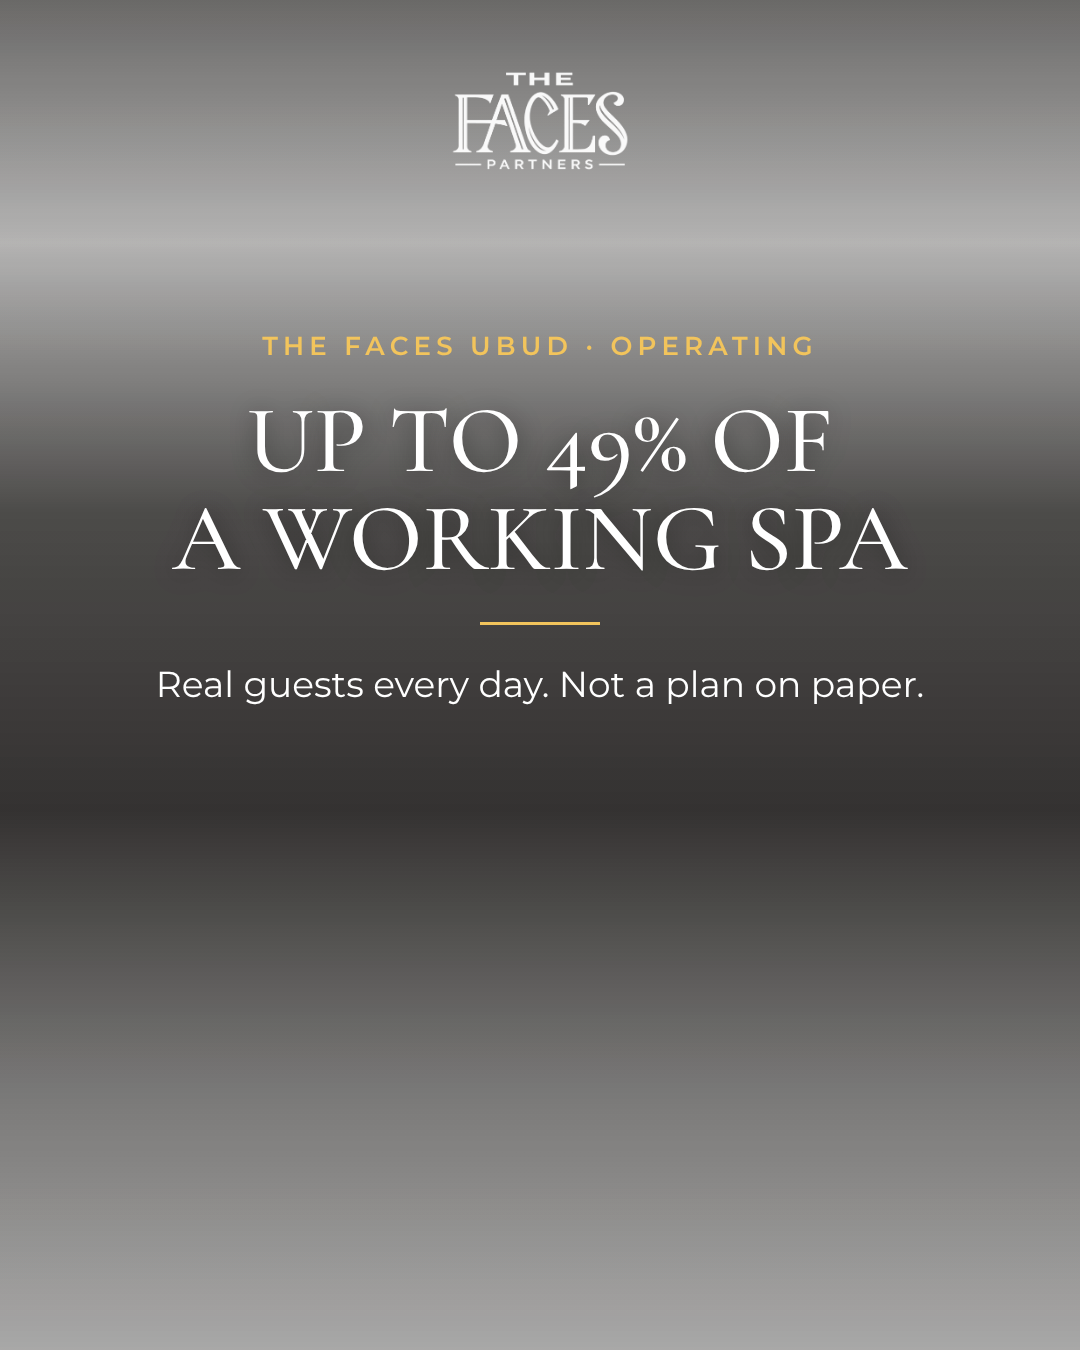 THE
FACES
PARTNERS
THE FACES UBUD · OPERATING
UP TO 49% OF
A WORKING SPA
Real guests every day. Not a plan on paper.